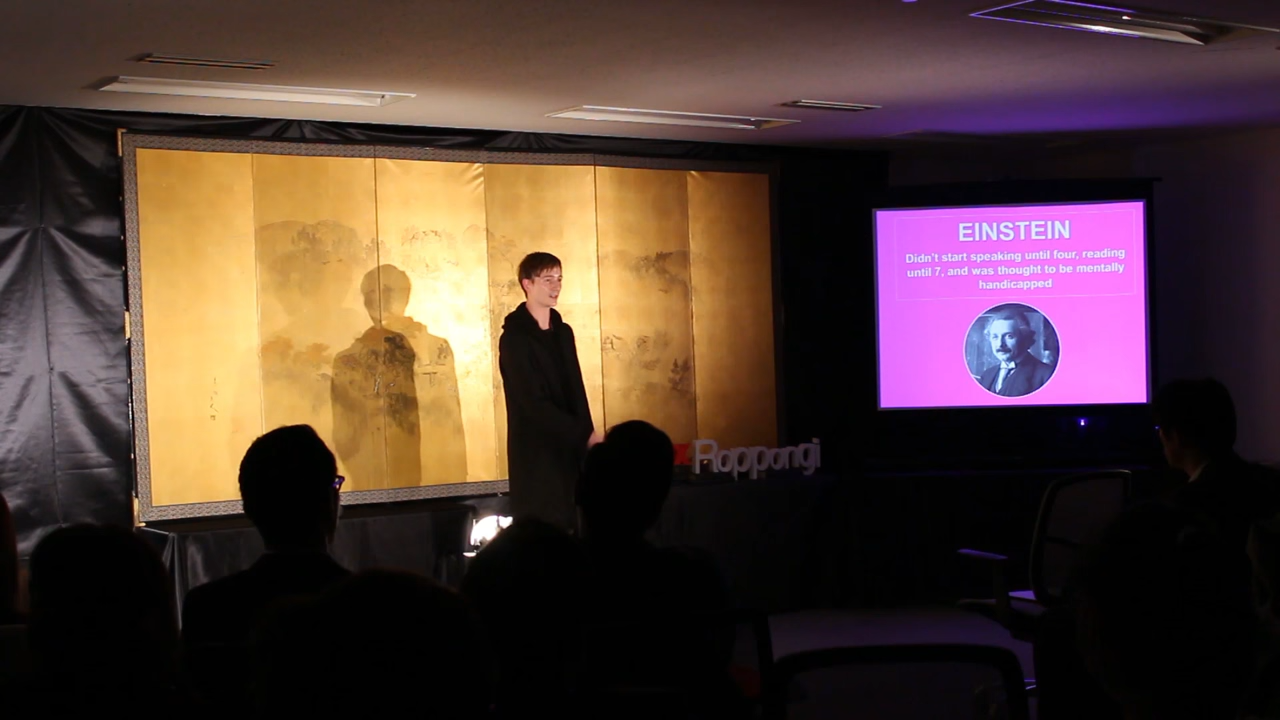 EINSTEIN
Didn't start speaking until four, reading
until 7, and was thought to be mentally
handicapped
Roppongi